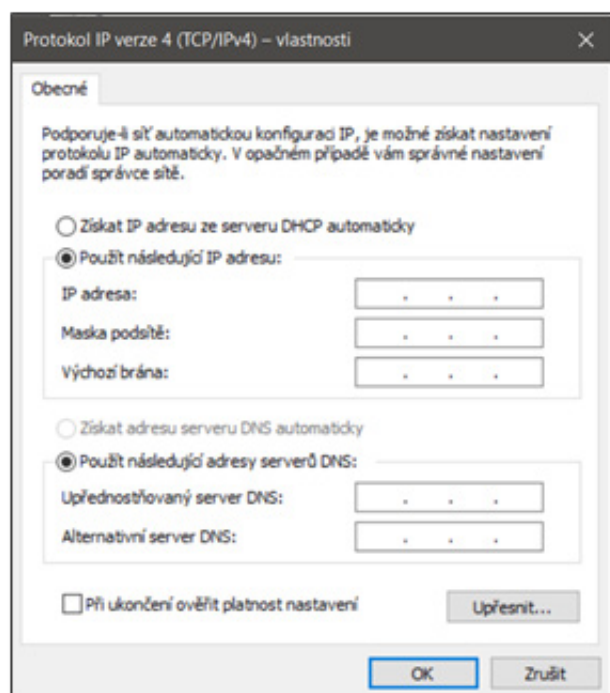 Protokol IP verze 4 (TCP/IPv4) – vlastnosti
Obecné
Podporuje-li síť automatickou konfiguraci IP, je možné získat nastavení
protokolu IP automaticky. V opačném případě vám správné nastavení
poradí správce sítě.
Získat IP adresu ze serveru DHCP automaticky
Použít následující IP adresu:
IP adresa:
Maska podsítě:
Výchozí brána:
Získat adresu serveru DNS automaticky
Použít následující adresy serverů DNS:
Upřednostňovaný server DNS:
Alternativní server DNS:
Při ukončení ověřit platnost nastavení
Upřesnit...
OK
Zrušit